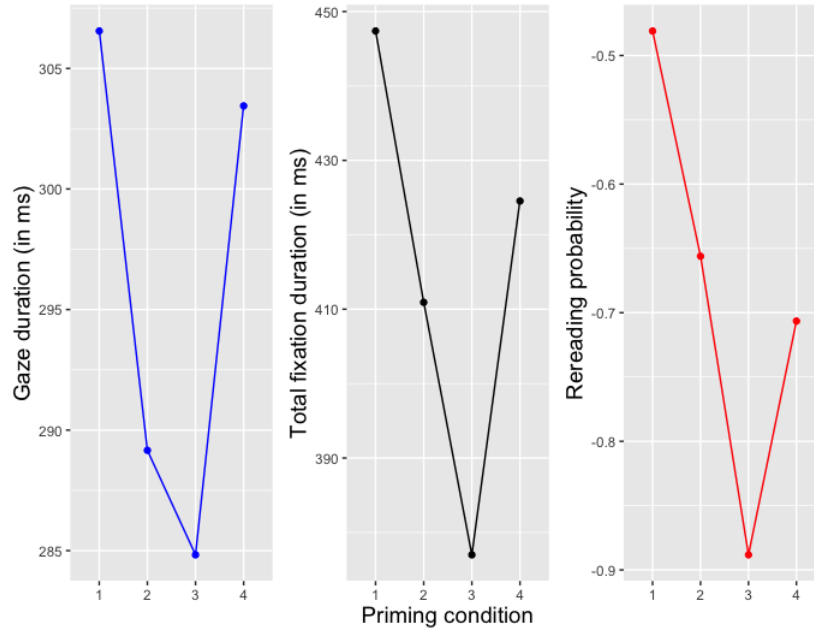 Gaze duration (in ms)
305
300
295
290
285
1 2 3 4
Total fixation duration (in ms)
450
430
410
390
1 2 3 4
Priming condition
Rereading probability
-0.5
-0.6
-0.7
-0.8
-0.9
1 2 3 4